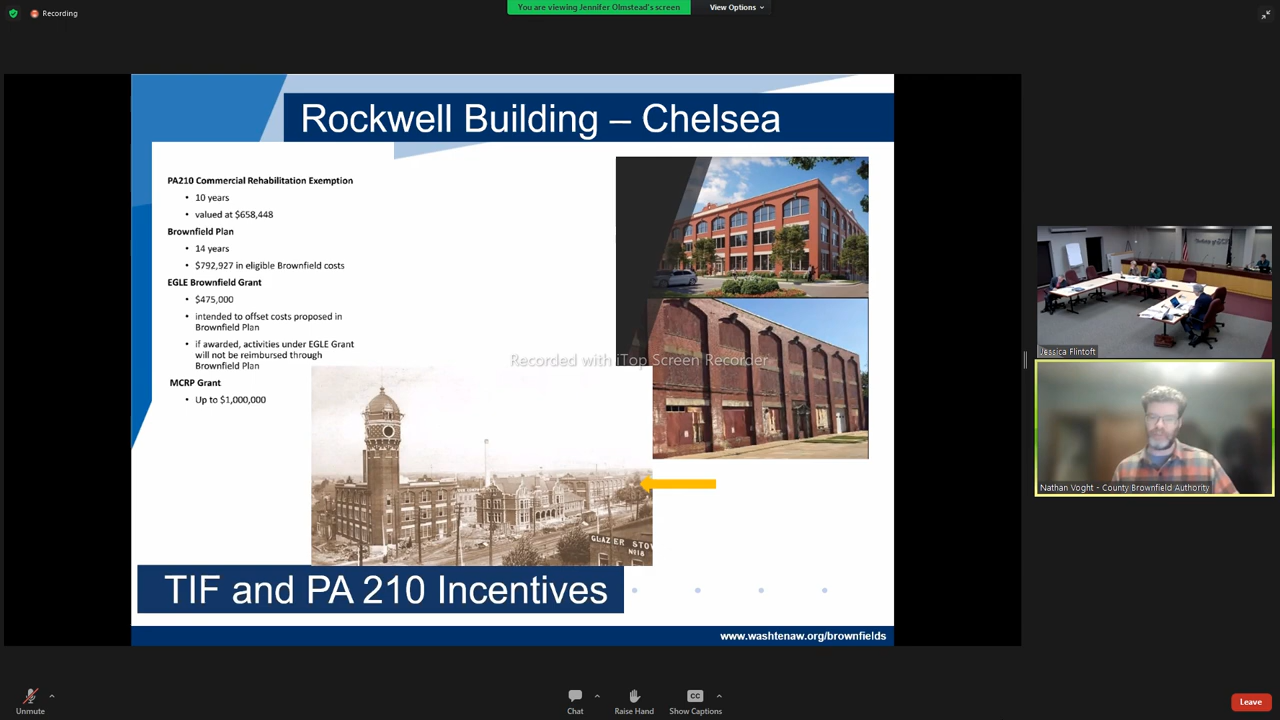 Recording
You are viewing Jennifer Olmstead's screen
View Options
Rockwell Building – Chelsea
PA210 Commercial Rehabilitation Exemption
• 10 years
• valued at $658,448
Brownfield Plan
• 14 years
• $792,927 in eligible Brownfield costs
EGLE Brownfield Grant
• $475,000
• intended to offset costs proposed in
Brownfield Plan
• if awarded, activities under EGLE Grant
will not be reimbursed through
Brownfield Plan
MCRP Grant
• Up to $1,000,000
Recorded with iTop Screen Recorder
GLAZIER STOV
No 18
TIF and PA 210 Incentives
www.washtenaw.org/brownfields
Jessica Flintoft
Nathan Voght - County Brownfield Authority
Unmute
Chat
Raise Hand
CC
Show Captions
Leave